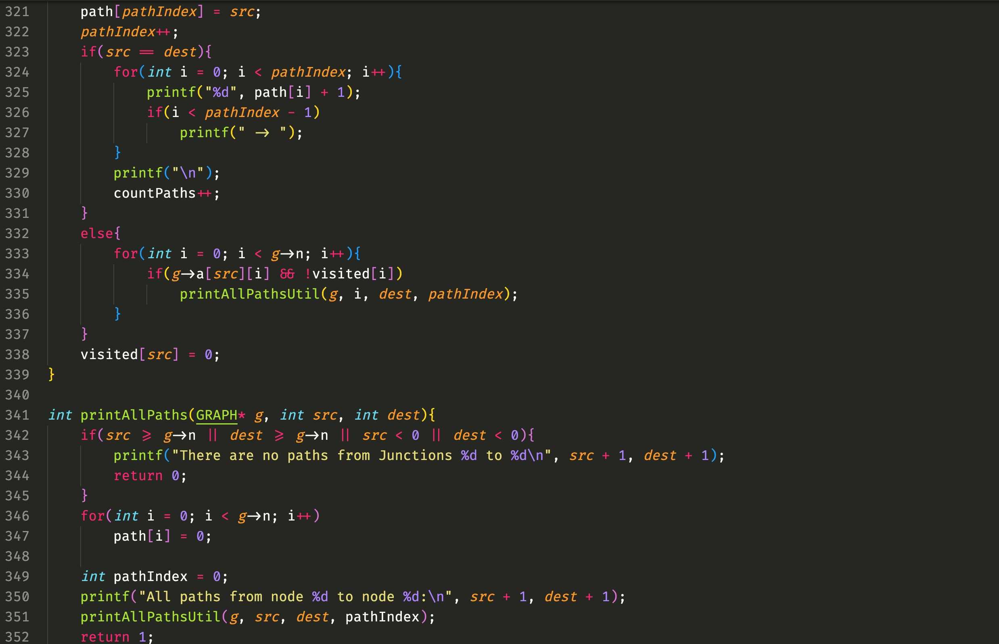 321 path[pathIndex] = src;
322 pathIndex++;
323 if(src == dest){
324 for(int i = 0; i < pathIndex; i++){
325 printf("%d", path[i] + 1);
326 if(i < pathIndex - 1)
327 printf(" -> ");
328 }
329 printf("\n");
330 countPaths++;
331 }
332 else{
333 for(int i = 0; i < g->n; i++){
334 if(g->a[src][i] && !visited[i])
335 printAllPathsUtil(g, i, dest, pathIndex);
336 }
337 }
338 visited[src] = 0;
339 }
340
341 int printAllPaths(GRAPH* g, int src, int dest){
342 if(src >= g->n || dest >= g->n || src < 0 || dest < 0){
343 printf("There are no paths from Junctions %d to %d\n", src + 1, dest + 1);
344 return 0;
345 }
346 for(int i = 0; i < g->n; i++)
347 path[i] = 0;
348
349 int pathIndex = 0;
350 printf("All paths from node %d to node %d:\n", src + 1, dest + 1);
351 printAllPathsUtil(g, src, dest, pathIndex);
352 return 1;